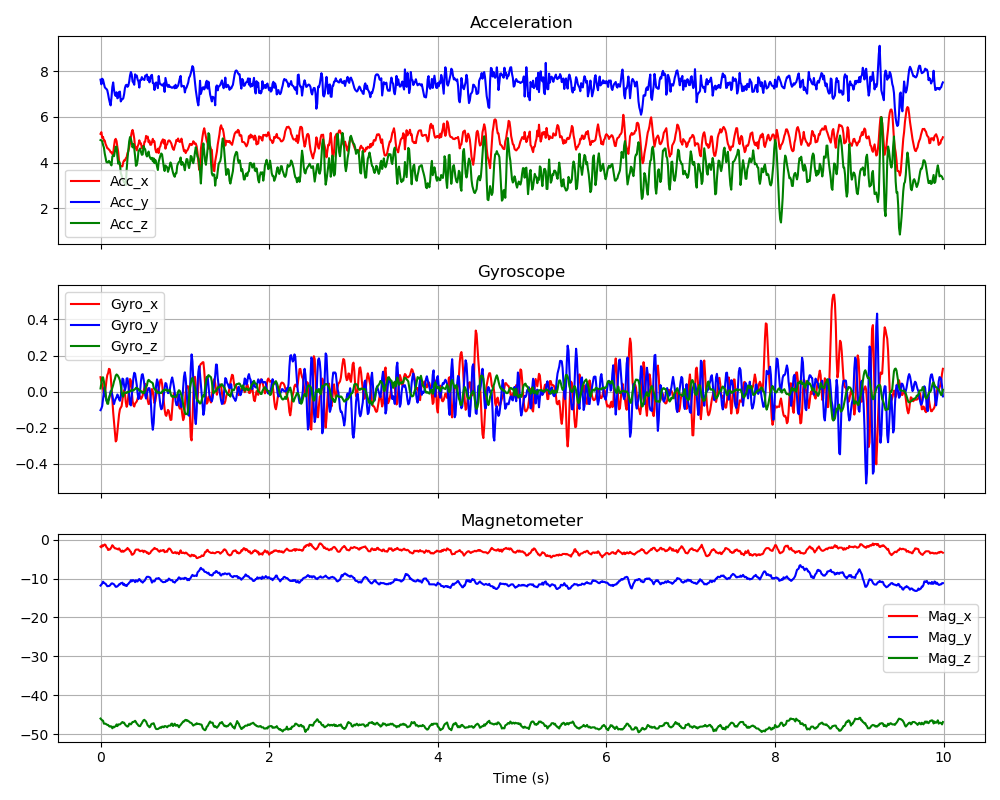 Acceleration
8
6
4
2
Acc_x
Acc_y
Acc_z
Gyroscope
0.4
0.2
0.0
−0.2
−0.4
Gyro_x
Gyro_y
Gyro_z
Magnetometer
0
−10
−20
−30
−40
−50
Mag_x
Mag_y
Mag_z
0 2 4 6 8 10
Time (s)